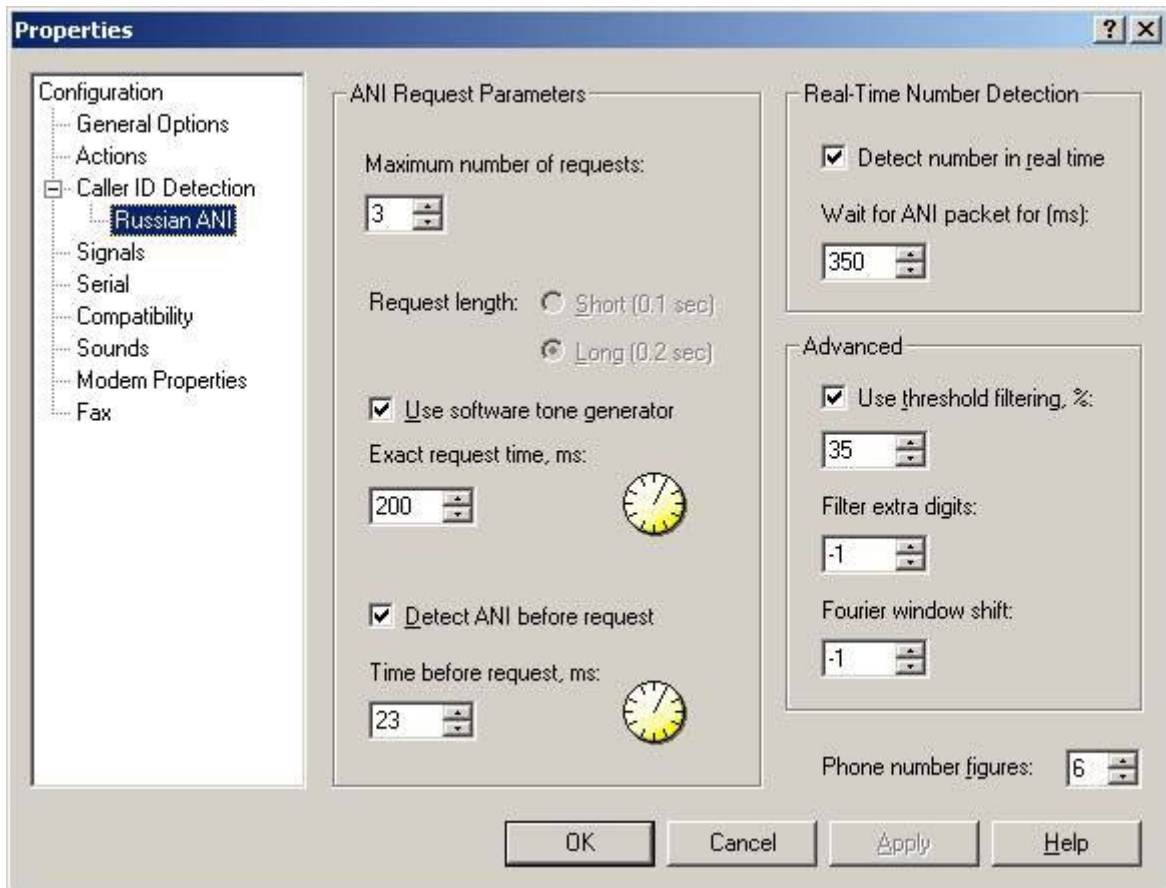 Properties
Configuration
General Options
Actions
Caller ID Detection
Russian ANI
Signals
Serial
Compatibility
Sounds
Modem Properties
Fax
ANI Request Parameters
Maximum number of requests:
3
Request length:
Short (0.1 sec)
Long (0.2 sec)
Use software tone generator
Exact request time, ms:
200
Detect ANI before request
Time before request, ms:
23
Real-Time Number Detection
Detect number in real time
Wait for ANI packet for (ms):
350
Advanced
Use threshold filtering, %:
35
Filter extra digits:
-1
Fourier window shift:
-1
Phone number figures:
6
OK
Cancel
Apply
Help